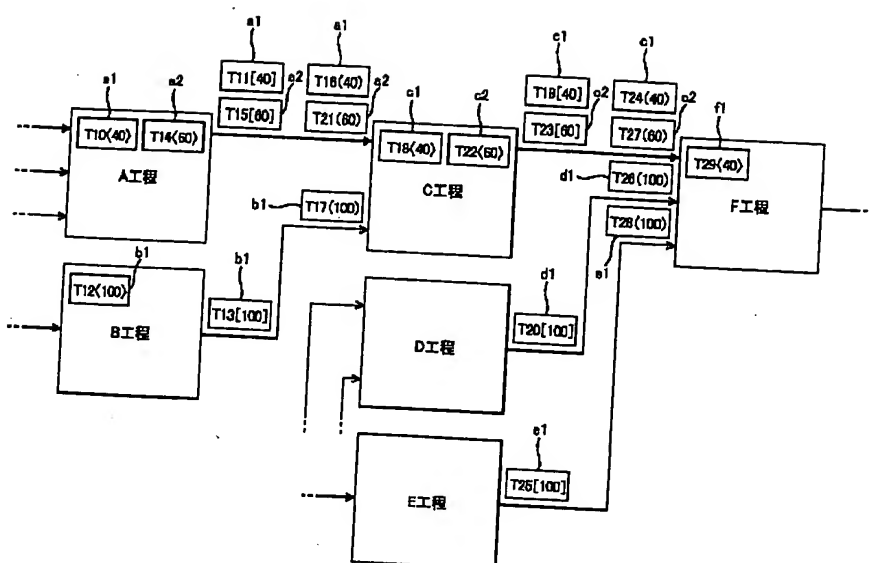 a1
a1
c1
c1
T11[40]
a2
T16(40)
a2
T19[40]
c2
T24(40)
c2
a1
a2
T15[60]
T21(60)
c1
c2
T23[60]
T27(60)
f1
T10〈40〉
T14〈60〉
T18〈40〉
T22〈60〉
T29〈40〉
A工程
b1
T17(100)
C工程
d1
T26(100)
F工程
T28(100)
e1
b1
T12〈100〉
b1
T13[100]
B工程
d1
T20[100]
D工程
e1
T25[100]
E工程